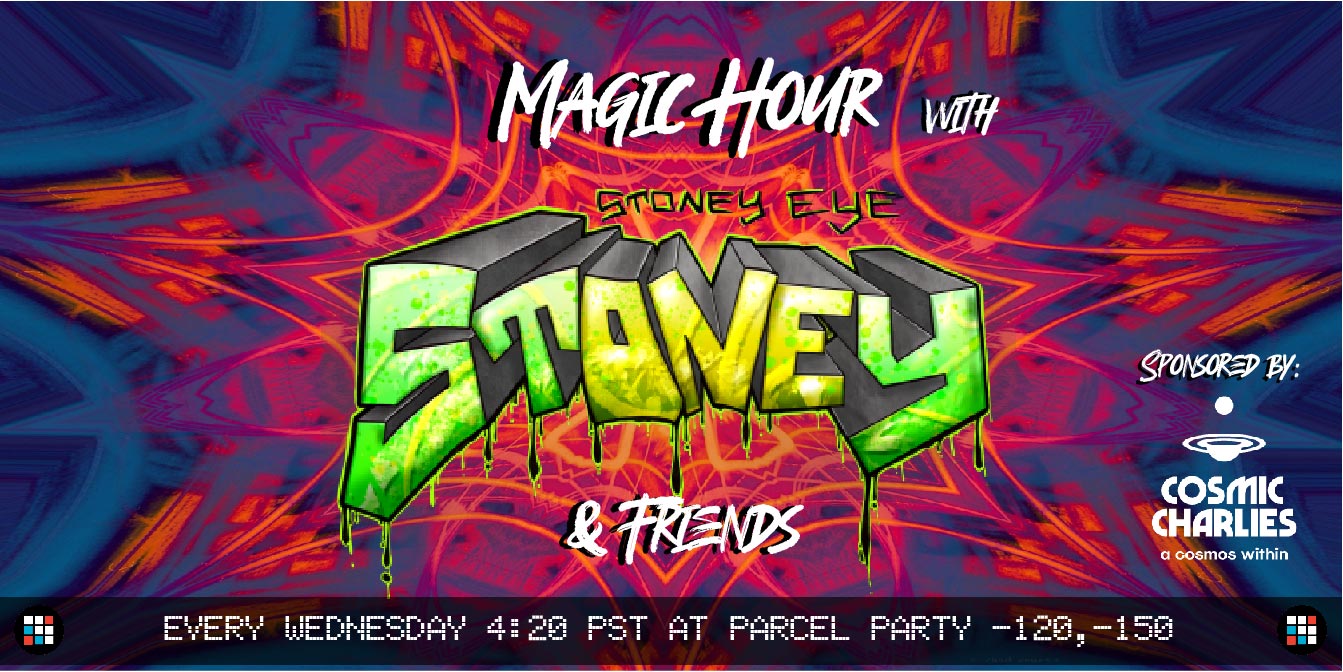 MAGIC HOUR WITH
STONEY EYE
STONEY
& FRIENDS
SPONSORED BY:
COSMIC
CHARLIES
a cosmos within
EVERY WEDNESDAY 4:20 PST AT PARCEL PARTY -120,-150